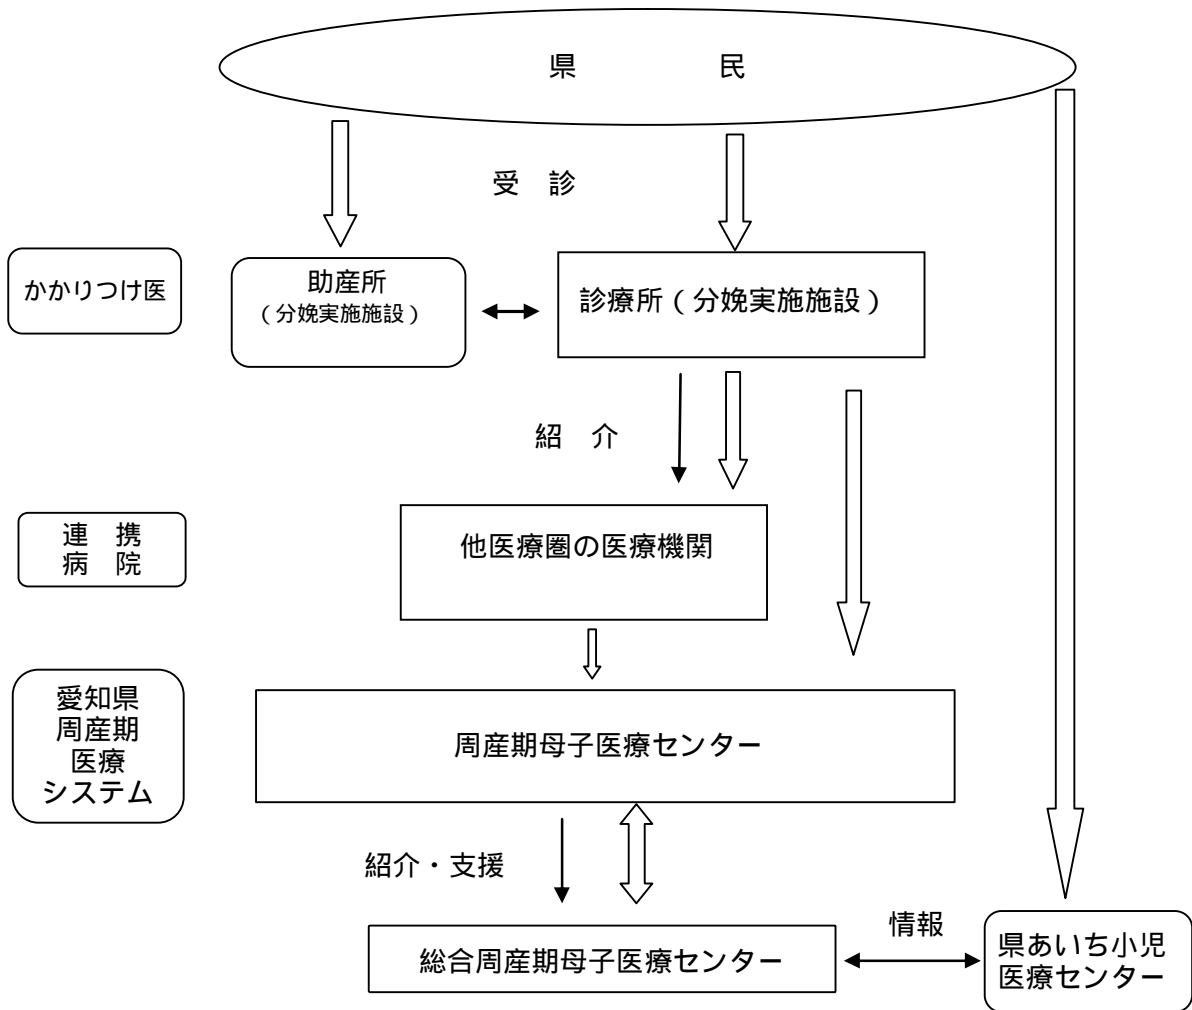 県 民
受 診
かかりつけ医
助産所
(分娩実施施設)
診療所(分娩実施施設)
紹 介
連 携
病 院
他医療圏の医療機関
愛知県
周産期
医療
システム
周産期母子医療センター
紹介・支援
総合周産期母子医療センター
情報
県あいち小児
医療センター